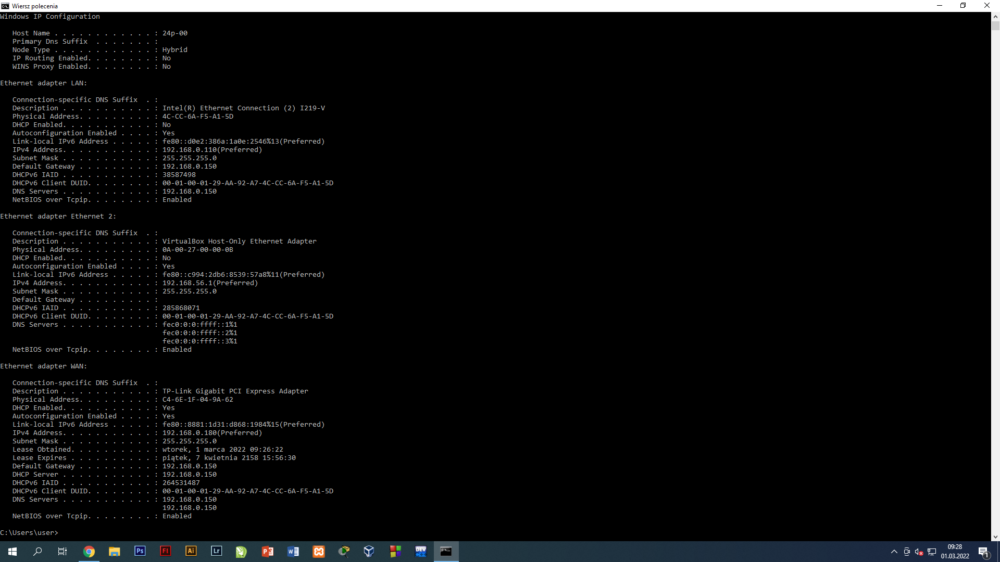 Wiersz polecenia
Windows IP Configuration
Host Name . . . . . . . . . . . . : 24p-00
Primary Dns Suffix  . . . . . . . :
Node Type . . . . . . . . . . . . : Hybrid
IP Routing Enabled. . . . . . . . : No
WINS Proxy Enabled. . . . . . . . : No
Ethernet adapter LAN:
Connection-specific DNS Suffix  . :
Description . . . . . . . . . . . : Intel(R) Ethernet Connection (2) I219-V
Physical Address. . . . . . . . . : 4C-CC-6A-F5-A1-5D
DHCP Enabled. . . . . . . . . . . : No
Autoconfiguration Enabled . . . . : Yes
Link-local IPv6 Address . . . . . : fe80::d0e2:386a:1a0e:2546%13(Preferred)
IPv4 Address. . . . . . . . . . . : 192.168.0.110(Preferred)
Subnet Mask . . . . . . . . . . . : 255.255.255.0
Default Gateway . . . . . . . . . : 192.168.0.150
DHCPv6 IAID . . . . . . . . . . . : 38587498
DHCPv6 Client DUID. . . . . . . . : 00-01-00-01-29-AA-92-A7-4C-CC-6A-F5-A1-5D
DNS Servers . . . . . . . . . . . : 192.168.0.150
NetBIOS over Tcpip. . . . . . . . : Enabled
Ethernet adapter Ethernet 2:
Connection-specific DNS Suffix  . :
Description . . . . . . . . . . . : VirtualBox Host-Only Ethernet Adapter
Physical Address. . . . . . . . . : 0A-00-27-00-00-0B
DHCP Enabled. . . . . . . . . . . : No
Autoconfiguration Enabled . . . . : Yes
Link-local IPv6 Address . . . . . : fe80::c994:2db6:8539:57a8%11(Preferred)
IPv4 Address. . . . . . . . . . . : 192.168.56.1(Preferred)
Subnet Mask . . . . . . . . . . . : 255.255.255.0
Default Gateway . . . . . . . . . :
DHCPv6 IAID . . . . . . . . . . . : 285868071
DHCPv6 Client DUID. . . . . . . . : 00-01-00-01-29-AA-92-A7-4C-CC-6A-F5-A1-5D
DNS Servers . . . . . . . . . . . : fec0:0:0:ffff::1%1
fec0:0:0:ffff::2%1
fec0:0:0:ffff::3%1
NetBIOS over Tcpip. . . . . . . . : Enabled
Ethernet adapter WAN:
Connection-specific DNS Suffix  . :
Description . . . . . . . . . . . : TP-Link Gigabit PCI Express Adapter
Physical Address. . . . . . . . . : C4-6E-1F-04-9A-62
DHCP Enabled. . . . . . . . . . . : Yes
Autoconfiguration Enabled . . . . : Yes
Link-local IPv6 Address . . . . . : fe80::8881:1d31:d868:1984%15(Preferred)
IPv4 Address. . . . . . . . . . . : 192.168.0.180(Preferred)
Subnet Mask . . . . . . . . . . . : 255.255.255.0
Lease Obtained. . . . . . . . . . : wtorek, 1 marca 2022 09:26:22
Lease Expires . . . . . . . . . . : piątek, 7 kwietnia 2158 15:56:30
Default Gateway . . . . . . . . . : 192.168.0.150
DHCP Server . . . . . . . . . . . : 192.168.0.150
DHCPv6 IAID . . . . . . . . . . . : 264531487
DHCPv6 Client DUID. . . . . . . . : 00-01-00-01-29-AA-92-A7-4C-CC-6A-F5-A1-5D
DNS Servers . . . . . . . . . . . : 192.168.0.150
192.168.0.150
NetBIOS over Tcpip. . . . . . . . : Enabled
C:\Users\user>
Ps Fl Ai Lr DEV
09:28
01.03.2022
1